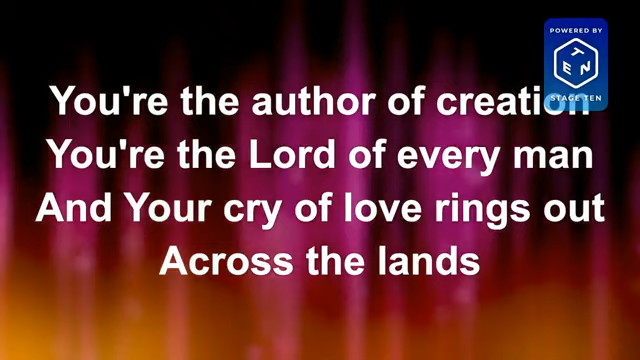 POWERED BY
TEN
STAGE TEN
You're the author of creation
You're the Lord of every man
And Your cry of love rings out
Across the lands